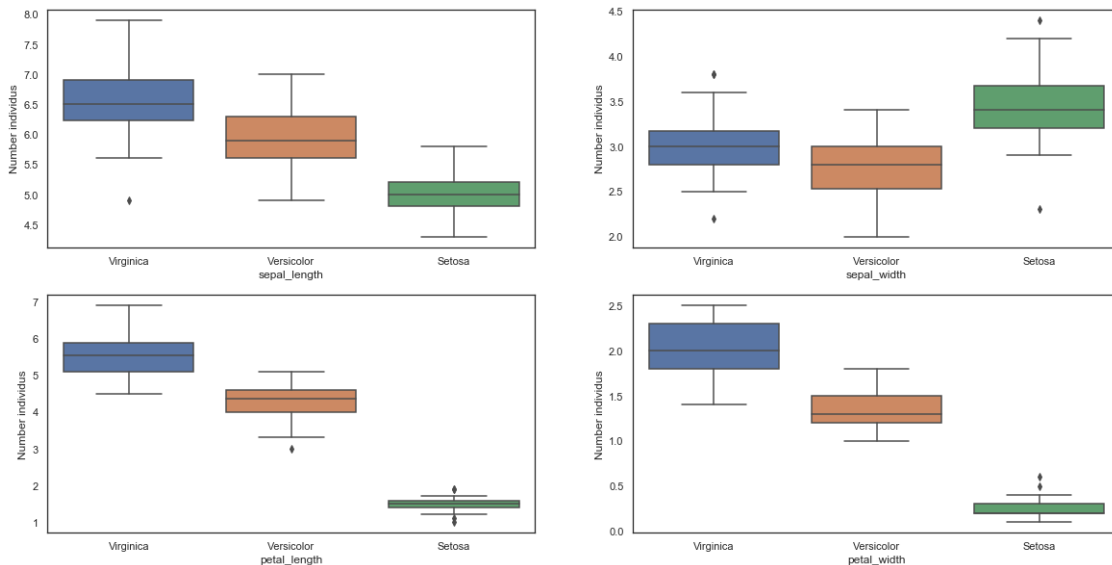 8.0
7.5
7.0
6.5
6.0
5.5
5.0
4.5
Number individus
Virginica Versicolor Setosa
sepal_length
4.5
4.0
3.5
3.0
2.5
2.0
Number individus
Virginica Versicolor Setosa
sepal_width
7
6
5
4
3
2
1
Number individus
Virginica Versicolor Setosa
petal_length
2.5
2.0
1.5
1.0
0.5
0.0
Number individus
Virginica Versicolor Setosa
petal_width